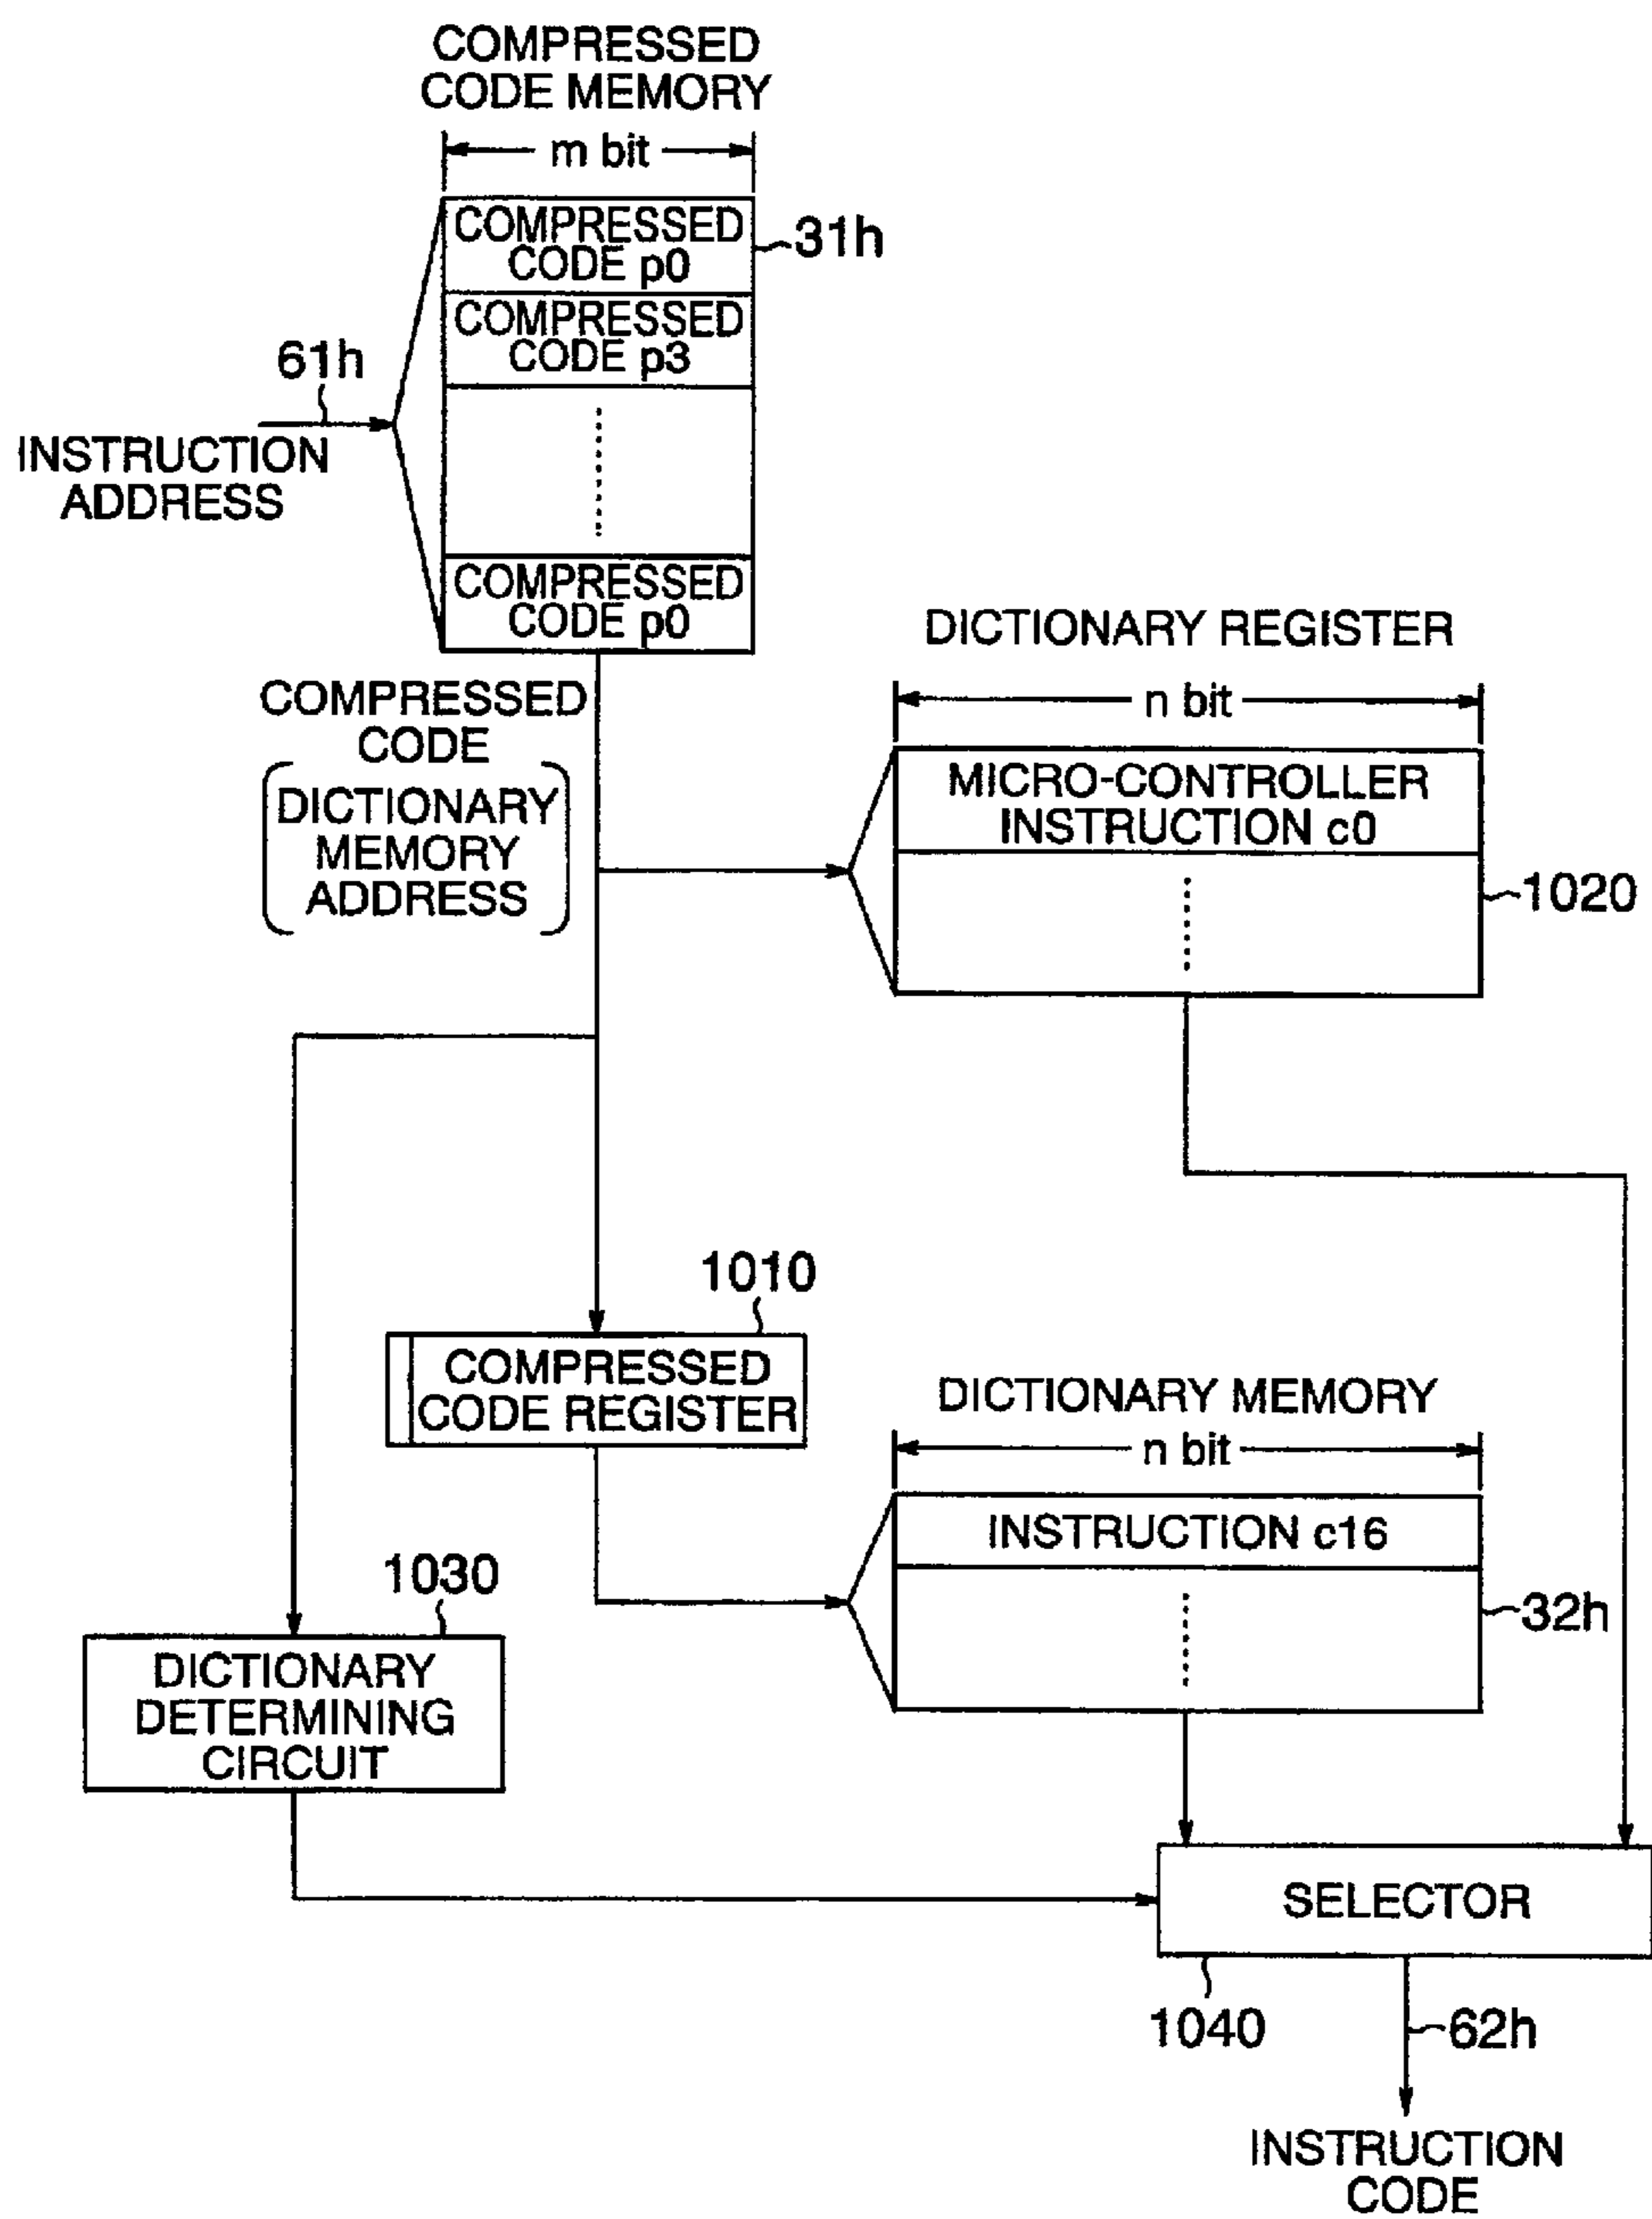 COMPRESSED
CODE MEMORY
m bit
COMPRESSED
CODE p0
31h
COMPRESSED
CODE p3
61h
INSTRUCTION
ADDRESS
COMPRESSED
CODE p0
DICTIONARY REGISTER
n bit
COMPRESSED
CODE
DICTIONARY
MEMORY
ADDRESS
MICRO-CONTROLLER
INSTRUCTION c0
1020
1010
COMPRESSED
CODE REGISTER
DICTIONARY MEMORY
n bit
INSTRUCTION c16
32h
1030
DICTIONARY
DETERMINING
CIRCUIT
SELECTOR
1040
62h
INSTRUCTION
CODE